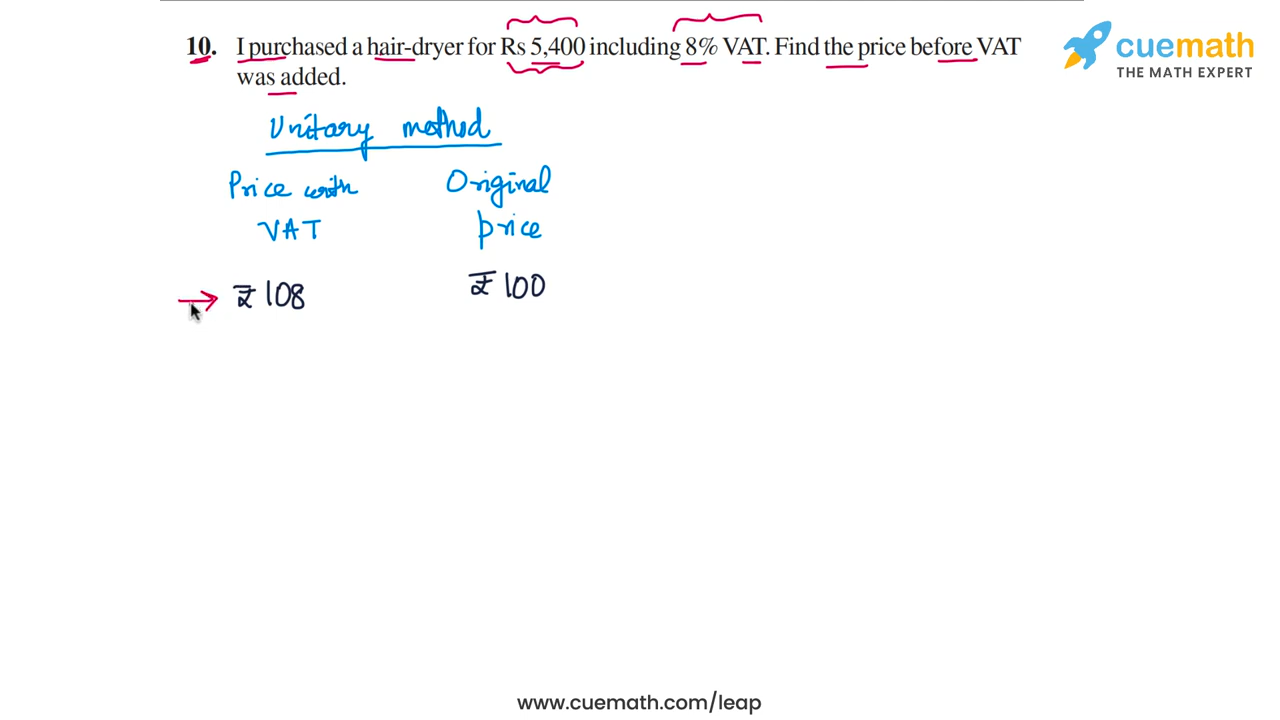 10. I purchased a hair-dryer for Rs 5,400 including 8% VAT. Find the price before VAT
was added.
cuemath
THE MATH EXPERT
Unitary method
Price with Original
VAT price
₹ 108 ₹ 100
www.cuemath.com/leap